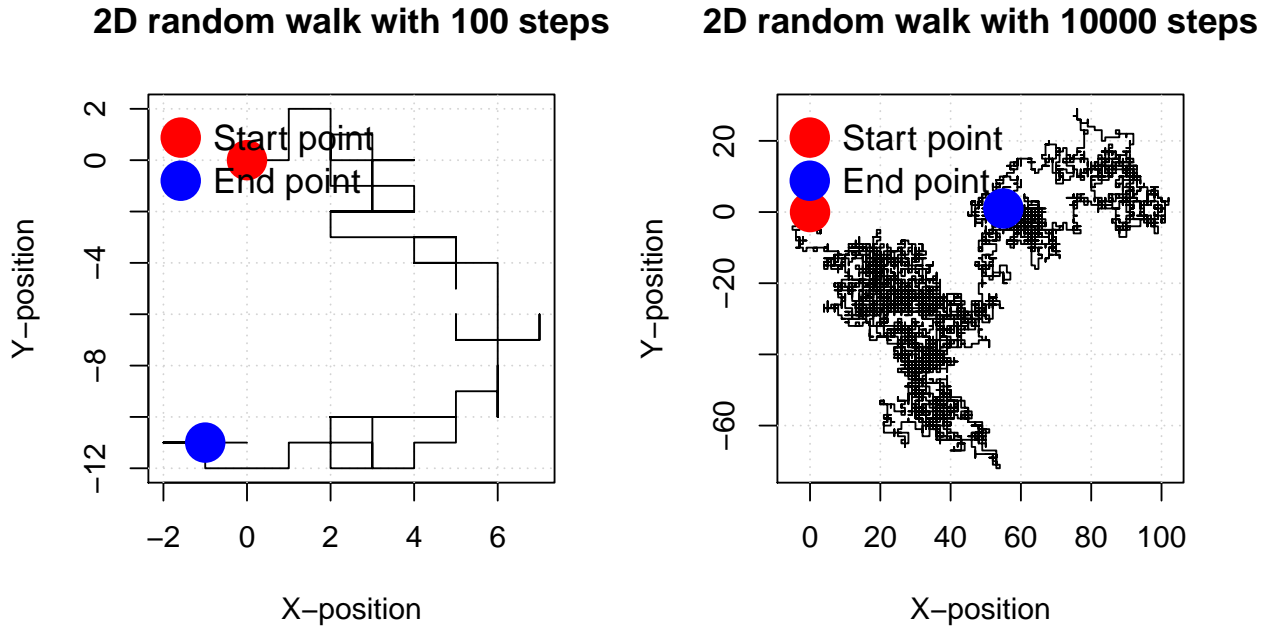 2D random walk with 100 steps
2
0
−4
−8
−12
Y−position
Start point
End point
−2 0 2 4 6
X−position
2D random walk with 10000 steps
20
0
−20
−60
Y−position
Start point
End point
0 20 40 60 80 100
X−position